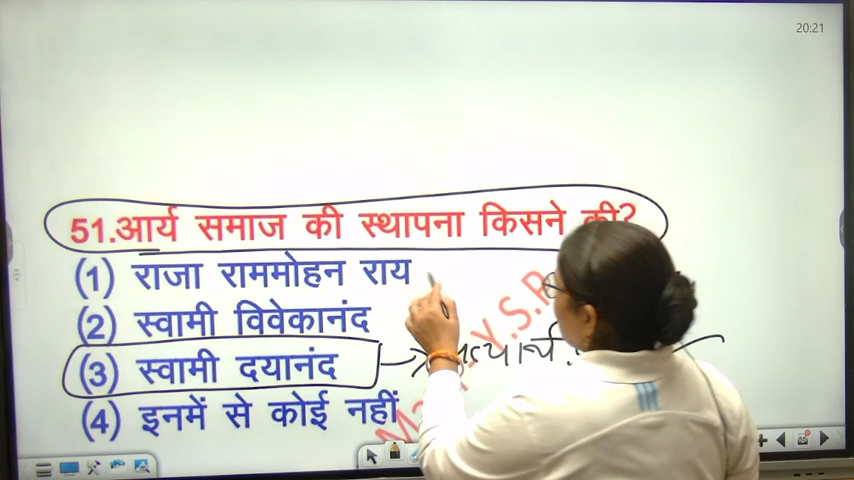 20:21
51.आर्य समाज की स्थापना किसने की?
(1) राजा राममोहन राय
(2) स्वामी विवेकानंद
(3) स्वामी दयानंद
(4) इनमें से कोई नहीं
Y.S.P